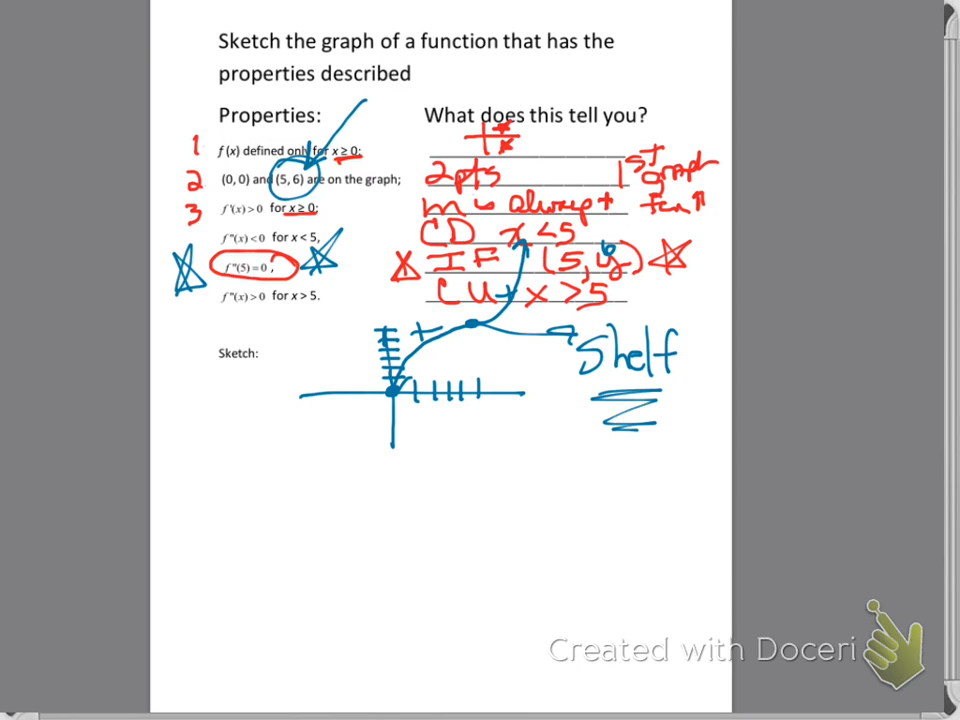 Sketch the graph of a function that has the
properties described
Properties:
What does this tell you?
1 f (x) defined only for x ≥ 0;
2 (0, 0) and (5, 6) are on the graph; 2 pts 1st graph
3 f '(x) > 0 for x ≥ 0; m is always + Fcn ↑
f "(x) < 0 for x < 5, CD x < 5
f "(5) = 0 , IF (5, 6)
f "(x) > 0 for x > 5. CU + x > 5
Sketch:
+
Shelf
Created with Doceri